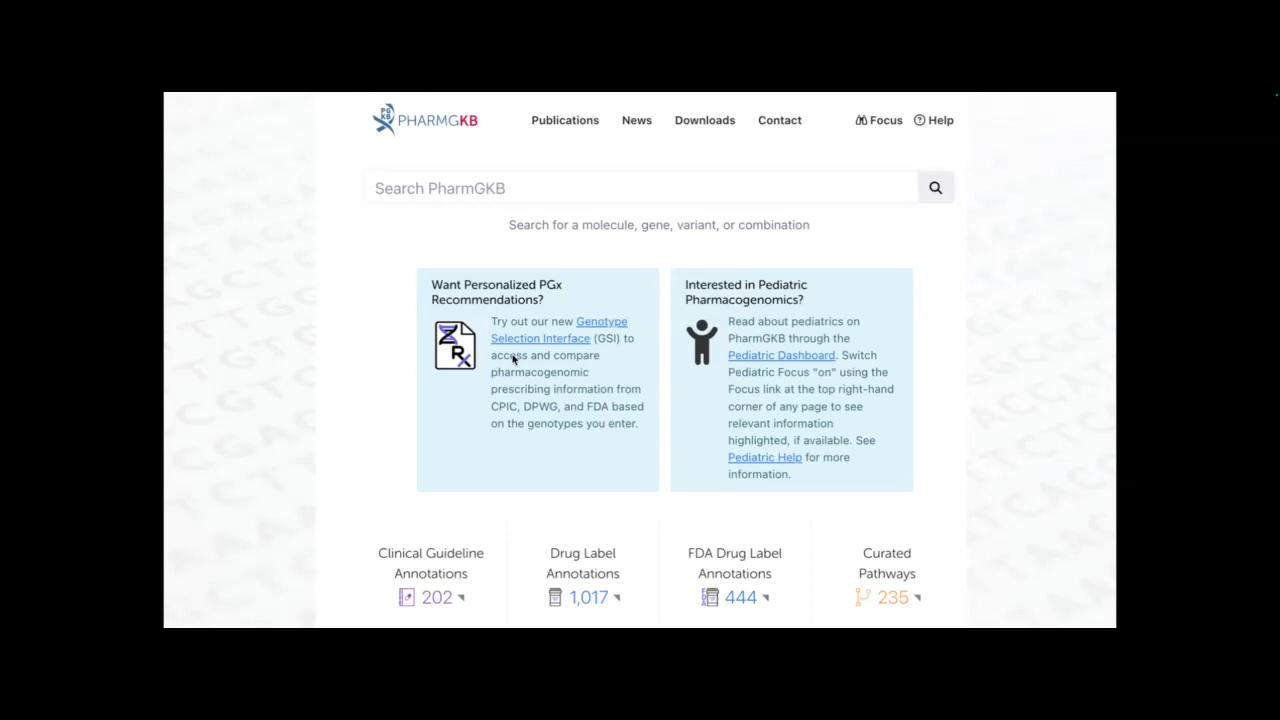 PG
KB
PHARMGKB
Publications
News
Downloads
Contact
Focus
Help
Search PharmGKB
Search for a molecule, gene, variant, or combination
Want Personalized PGx
Recommendations?
Rx
Try out our new Genotype
Selection Interface (GSI) to
access and compare
pharmacogenomic
prescribing information from
CPIC, DPWG, and FDA based
on the genotypes you enter.
Interested in Pediatric
Pharmacogenomics?
Read about pediatrics on
PharmGKB through the
Pediatric Dashboard. Switch
Pediatric Focus "on" using the
Focus link at the top right-hand
corner of any page to see
relevant information
highlighted, if available. See
Pediatric Help for more
information.
Clinical Guideline
Annotations
202
Drug Label
Annotations
1,017
FDA Drug Label
Annotations
444
Curated
Pathways
235